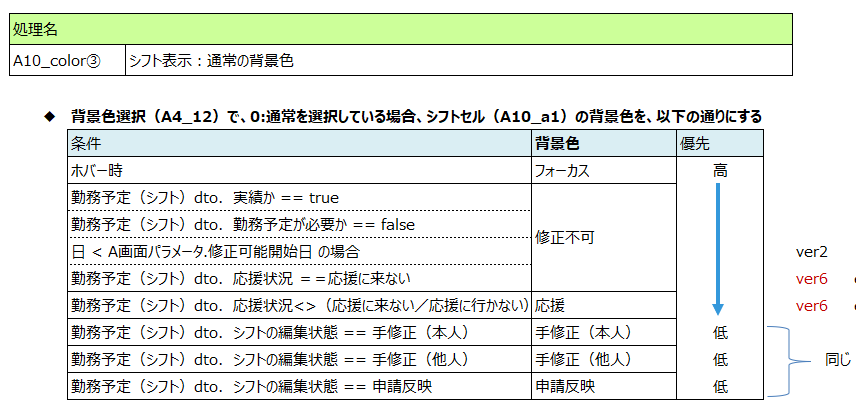 処理名
A10_color③ シフト表示：通常の背景色
◆ 背景色選択（A4_12）で、0:通常を選択している場合、シフトセル（A10_a1）の背景色を、以下の通りにする
条件 背景色 優先
ホバー時 フォーカス 高
勤務予定（シフト）dto．実績か == true
勤務予定（シフト）dto．勤務予定が必要か == false
修正不可
日 < A画面パラメータ.修正可能開始日 の場合 ver2
勤務予定（シフト）dto．応援状況 ＝＝応援に来ない ver6
勤務予定（シフト）dto．応援状況<>（応援に来ない／応援に行かない） 応援 ver6
勤務予定（シフト）dto．シフトの編集状態 == 手修正（本人） 手修正（本人） 低
勤務予定（シフト）dto．シフトの編集状態 == 手修正（他人） 手修正（他人） 低 同じ
勤務予定（シフト）dto．シフトの編集状態 == 申請反映 申請反映 低